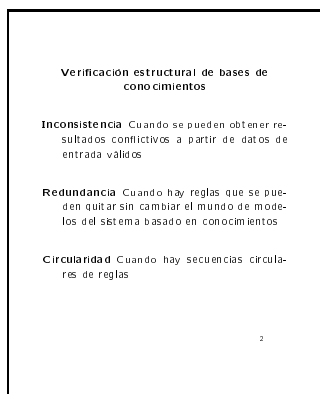 Verificación estructural de bases de
conocimientos
Inconsistencia Cuando se pueden obtener re-
sultados conflictivos a partir de datos de
entrada válidos
Redundancia Cuando hay reglas que se pue-
den quitar sin cambiar el mundo de mode-
los del sistema basado en conocimientos
Circularidad Cuando hay secuencias circula-
res de reglas
2